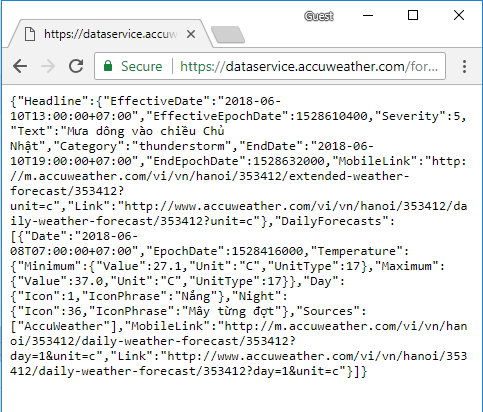 Guest
https://dataservice.accuw
Secure
https://dataservice.accuweather.com/for...
{"Headline":{"EffectiveDate":"2018-06-
10T13:00:00+07:00","EffectiveEpochDate":1528610400,"Severity":5,
"Text":"Mưa dông vào chiều Chủ
Nhật","Category":"thunderstorm","EndDate":"2018-06-
10T19:00:00+07:00","EndEpochDate":1528632000,"MobileLink":"http:
//m.accuweather.com/vi/vn/hanoi/353412/extended-weather-
forecast/353412?
unit=c","Link":"http://www.accuweather.com/vi/vn/hanoi/353412/da
ily-weather-forecast/353412?unit=c"},"DailyForecasts":
[{"Date":"2018-06-
08T07:00:00+07:00","EpochDate":1528416000,"Temperature":
{"Minimum":{"Value":27.1,"Unit":"C","UnitType":17},"Maximum":
{"Value":37.0,"Unit":"C","UnitType":17}},"Day":
{"Icon":1,"IconPhrase":"Nắng"},"Night":
{"Icon":36,"IconPhrase":"Mây từng đợt"},"Sources":
["AccuWeather"],"MobileLink":"http://m.accuweather.com/vi/vn/han
oi/353412/daily-weather-forecast/353412?
day=1&unit=c","Link":"http://www.accuweather.com/vi/vn/hanoi/353
412/daily-weather-forecast/353412?day=1&unit=c"}]}